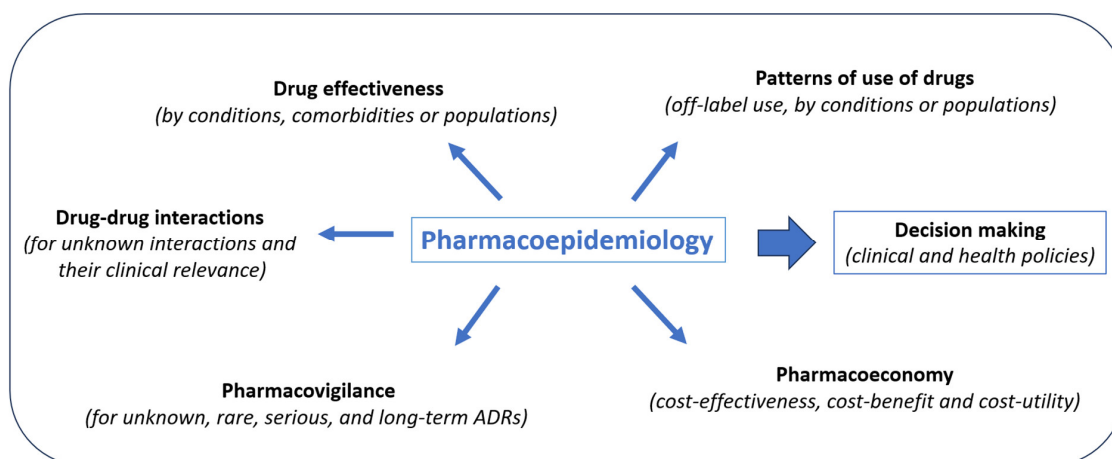 Drug effectiveness
(by conditions, comorbidities or populations)
Patterns of use of drugs
(off-label use, by conditions or populations)
Drug-drug interactions
(for unknown interactions and
their clinical relevance)
Pharmacoepidemiology
Decision making
(clinical and health policies)
Pharmacovigilance
(for unknown, rare, serious, and long-term ADRs)
Pharmacoeconomy
(cost-effectiveness, cost-benefit and cost-utility)